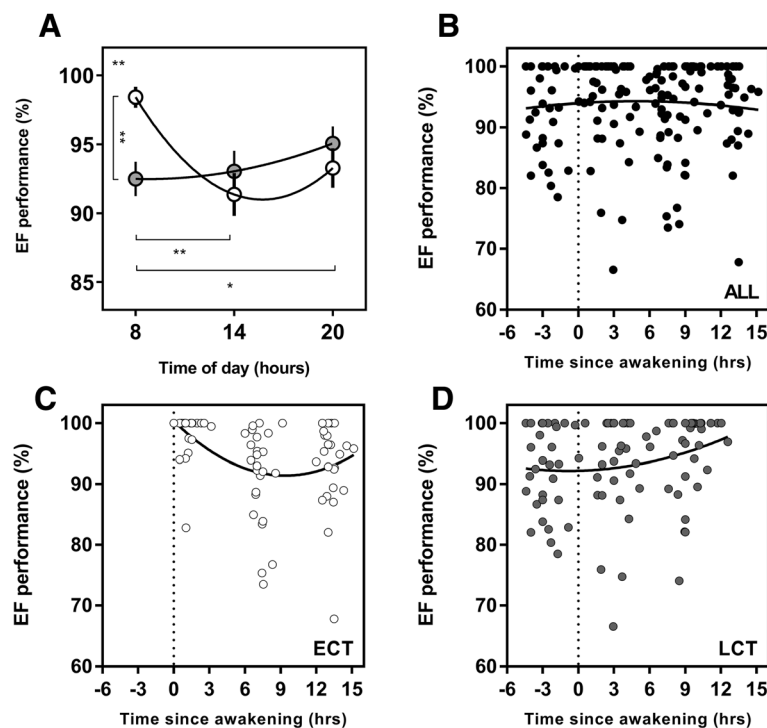 A
**
EF performance (%)
100
95
90
85
**
**
*
8 14 20
Time of day (hours)
B
EF performance (%)
100
90
80
70
60
ALL
-6 -3 0 3 6 9 12 15
Time since awakening (hrs)
C
EF performance (%)
100
90
80
70
60
ECT
-6 -3 0 3 6 9 12 15
Time since awakening (hrs)
D
EF performance (%)
100
90
80
70
60
LCT
-6 -3 0 3 6 9 12 15
Time since awakening (hrs)